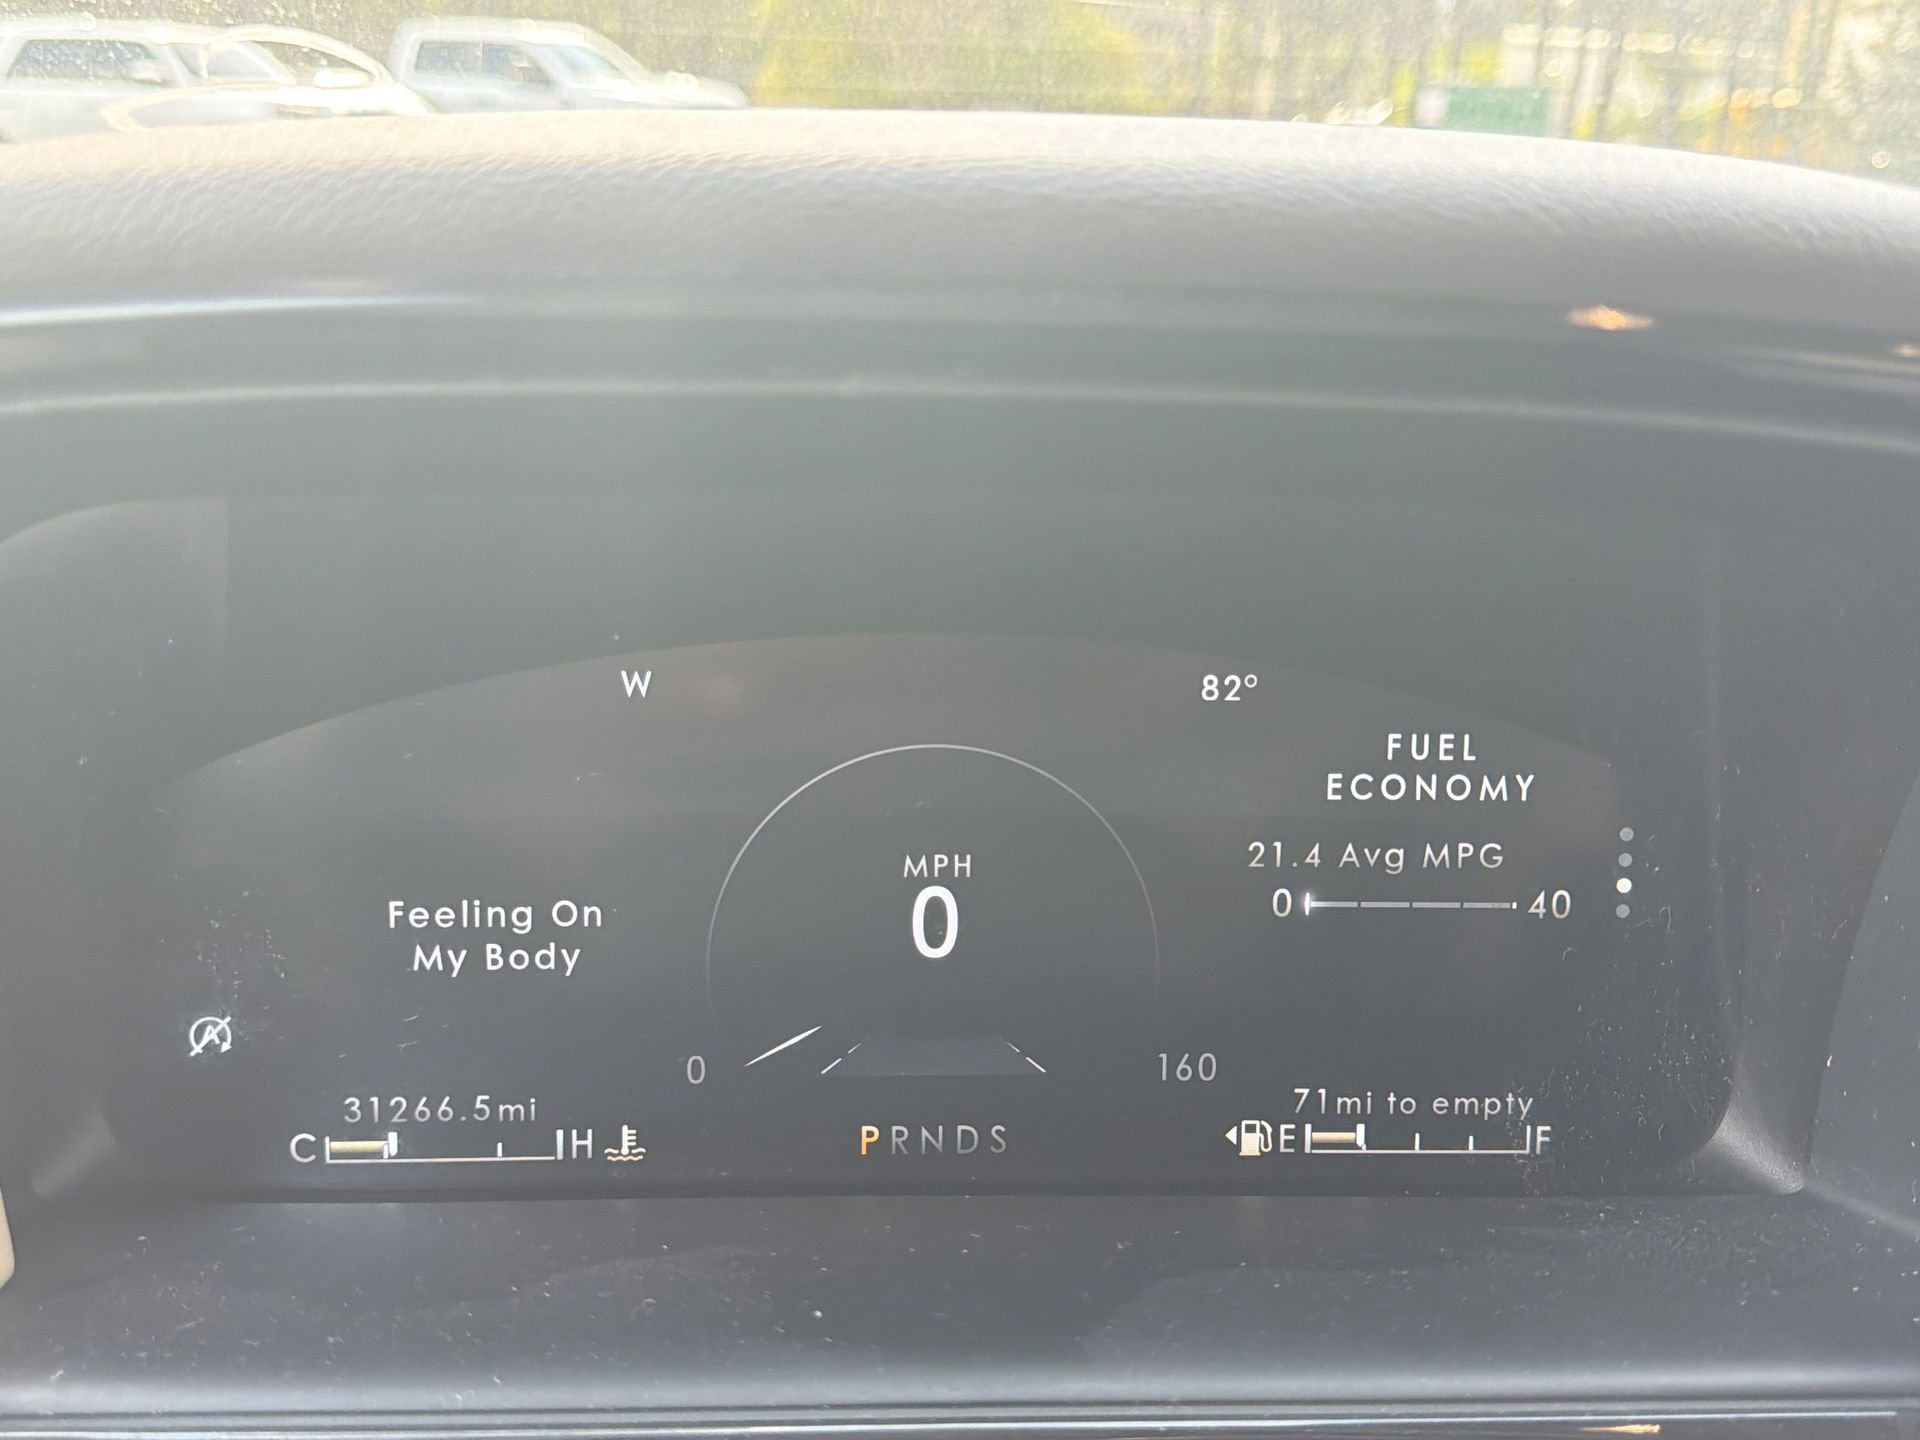 W
82°
FUEL
ECONOMY
21.4 Avg MPG
0 40
MPH
0
Feeling On
My Body
0
160
31266.5mi
C H
PRNDS
71mi to empty
E F
A